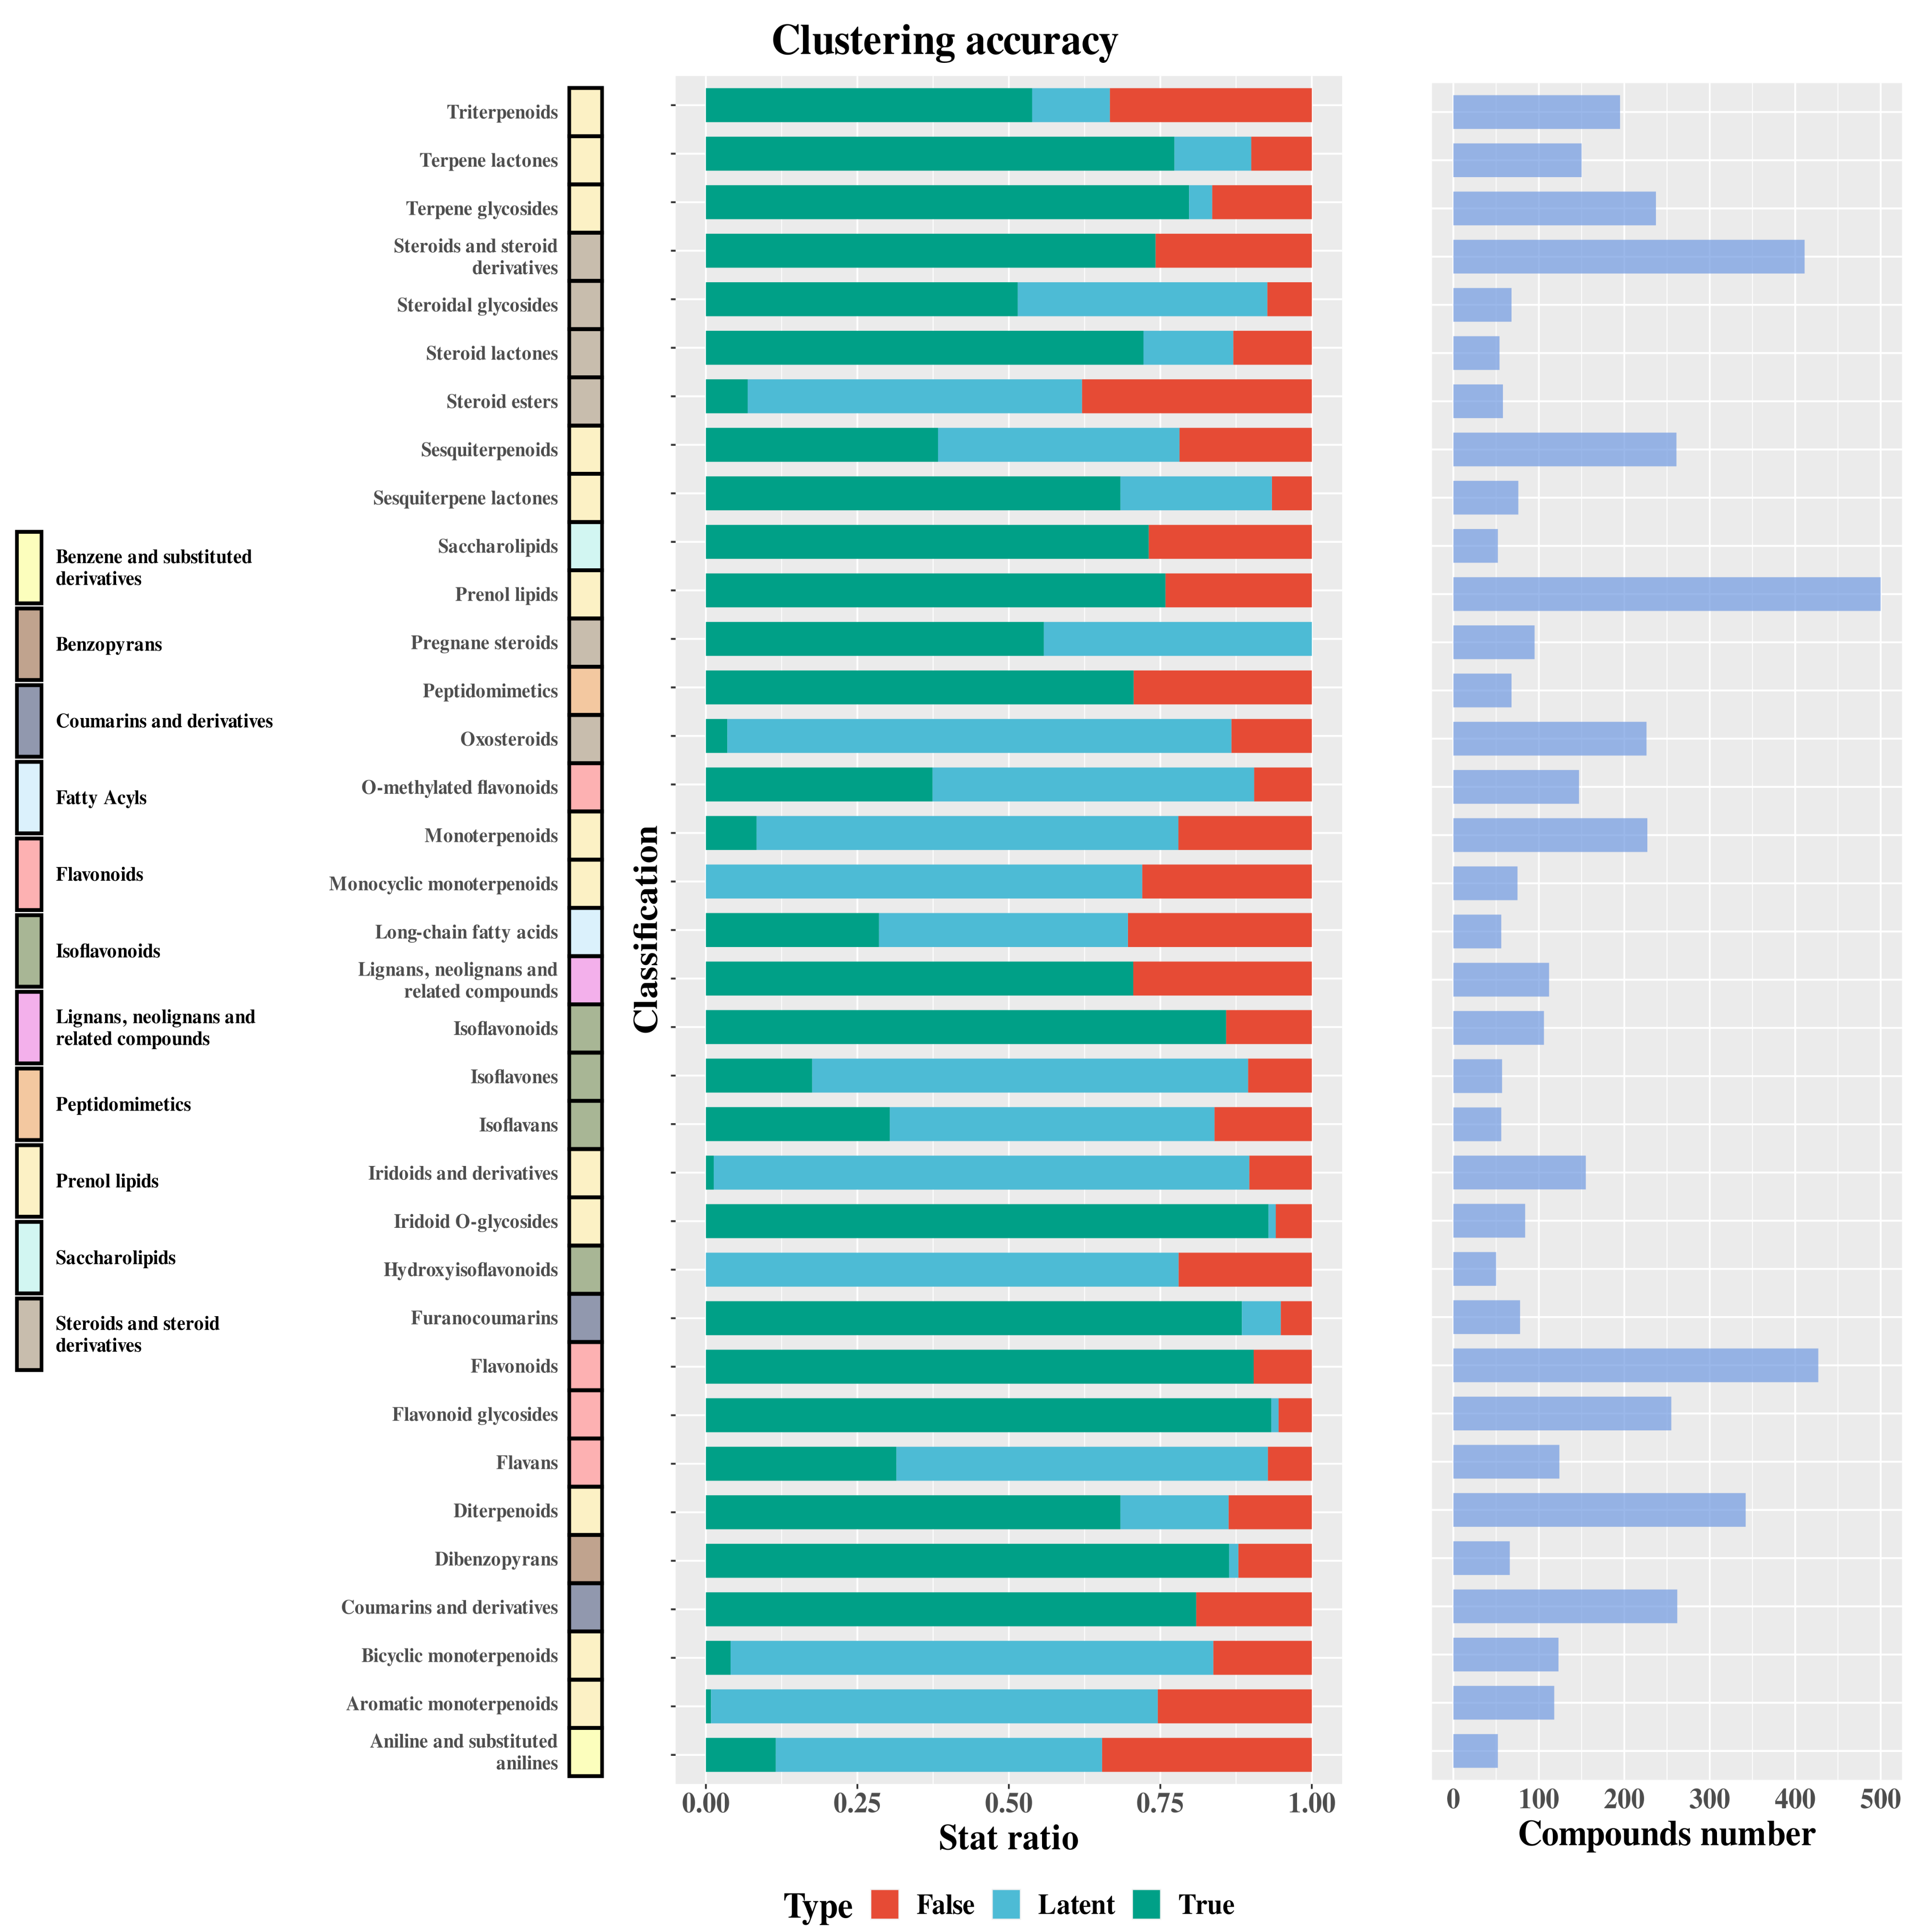 Clustering accuracy
Triterpenoids
Terpene lactones
Terpene glycosides
Steroids and steroid
derivatives
Steroidal glycosides
Steroid lactones
Steroid esters
Sesquiterpenoids
Sesquiterpene lactones
Saccharolipids
Prenol lipids
Pregnane steroids
Peptidomimetics
Oxosteroids
O-methylated flavonoids
Monoterpenoids
Monocyclic monoterpenoids
Long-chain fatty acids
Lignans, neolignans and
related compounds
Isoflavonoids
Isoflavones
Isoflavans
Iridoids and derivatives
Iridoid O-glycosides
Hydroxyisoflavonoids
Furanocoumarins
Flavonoids
Flavonoid glycosides
Flavans
Diterpenoids
Dibenzopyrans
Coumarins and derivatives
Bicyclic monoterpenoids
Aromatic monoterpenoids
Aniline and substituted
anilines
Benzene and substituted
derivatives
Benzopyrans
Coumarins and derivatives
Fatty Acyls
Flavonoids
Isoflavonoids
Lignans, neolignans and
related compounds
Peptidomimetics
Prenol lipids
Saccharolipids
Steroids and steroid
derivatives
Classification
0.00 0.25 0.50 0.75 1.00
Stat ratio
0 100 200 300 400 500
Compounds number
Type False Latent True